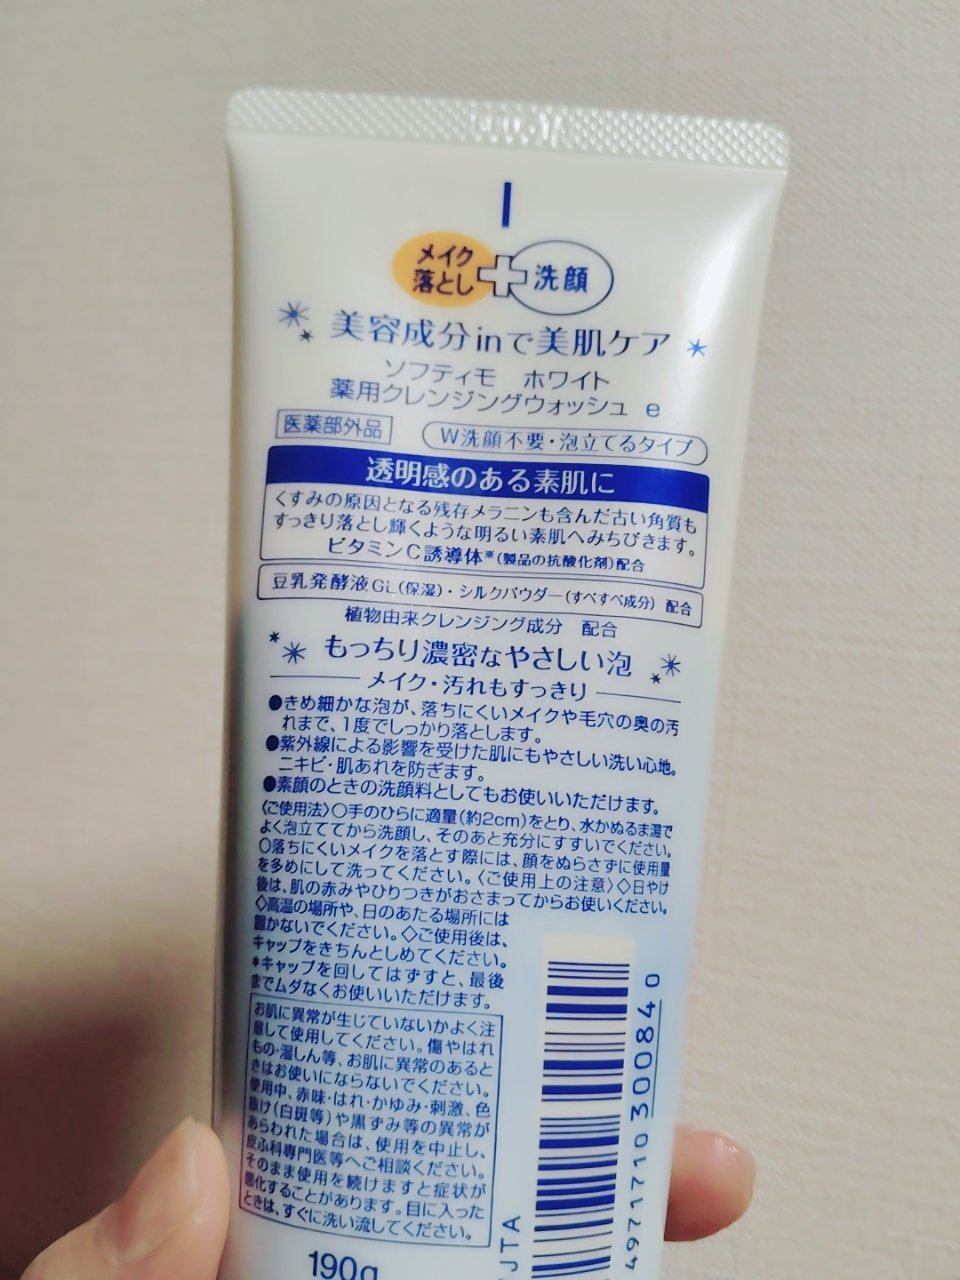 メイク
落とし
+
洗顔
美容成分inで美肌ケア
ソフティモ ホワイト
薬用クレンジングウォッシュ e
医薬部外品
W洗顔不要・泡立てるタイプ
透明感のある素肌に
くすみの原因となる残存メラニンも含んだ古い角質も
すっきり落とし輝くような明るい素肌へみちびきます。
ビタミンC誘導体※(製品の抗酸化剤)配合
豆乳発酵液GL(保湿)・シルクパウダー(すべすべ成分) 配合
植物由来クレンジング成分 配合
もっちり濃密なやさしい泡
メイク・汚れもすっきり
●きめ細かな泡が、落ちにくいメイクや毛穴の奥の汚
れまで、1度でしっかり落とします。
●紫外線による影響を受けた肌にもやさしい洗い心地。
ニキビ・肌あれを防ぎます。
●素顔のときの洗顔料としてもお使いいただけます。
〈ご使用法〉○手のひらに適量(約2cm)をとり、水かぬるま湯で
よく泡立ててから洗顔し、そのあと充分にすすいでください。
○落ちにくいメイクを落とす際には、顔をぬらさずに使用量
を多めにして洗ってください。〈ご使用上の注意〉◇日やけ
後は、肌の赤みやひりつきがおさまってからお使いください。
◇高温の場所や、日のあたる場所には
置かないでください。◇ご使用後は、
キャップをきちんとしめてください。
*キャップを回してはずすと、最後
までムダなくお使いいただけます。
お肌に異常が生じていないかよく注
意して使用してください。傷やはれ
もの・湿しん等、お肌に異常のあると
きはお使いにならないでください。
使用中、赤味・はれ・かゆみ・刺激、色
抜け(白斑等)や黒ずみ等の異常が
あらわれた場合は、使用を中止し、
皮ふ科専門医等へご相談ください。
そのまま使用を続けますと症状が
悪化することがあります。目に入った
ときは、すぐに洗い流してください。
190g
JTA
4971710300840